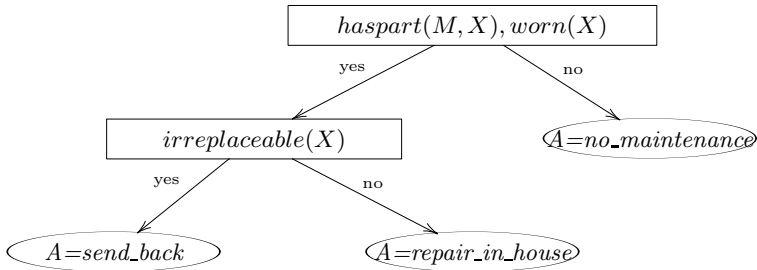 haspart(M, X), worn(X)
yes
no
irreplaceable(X)
A=no_maintenance
yes
no
A=send_back
A=repair_in_house